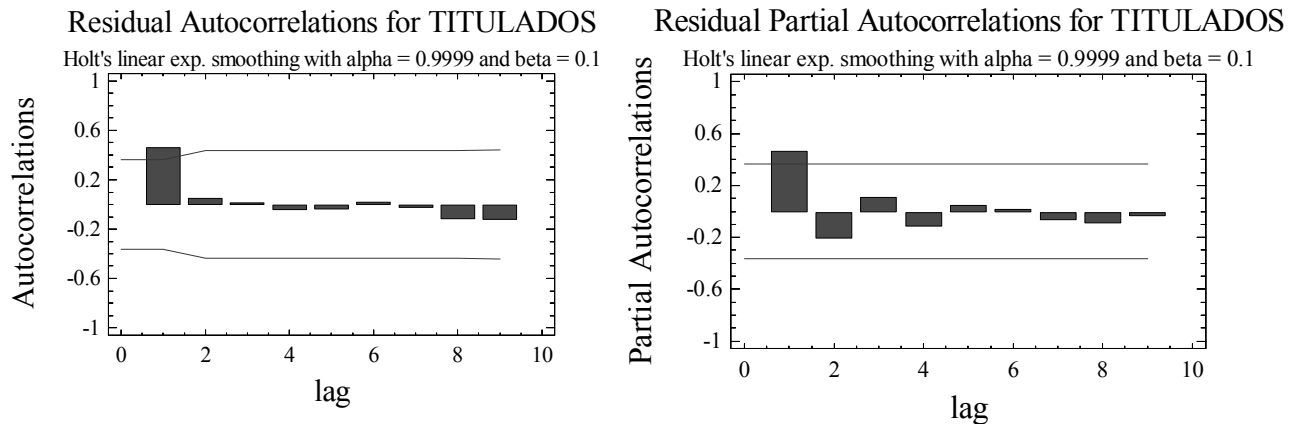 Residual Autocorrelations for TITULADOS
Holt's linear exp. smoothing with alpha = 0.9999 and beta = 0.1
Autocorrelations
1
0.6
0.2
-0.2
-0.6
-1
0 2 4 6 8 10
lag
Residual Partial Autocorrelations for TITULADOS
Holt's linear exp. smoothing with alpha = 0.9999 and beta = 0.1
Partial Autocorrelations
1
0.6
0.2
-0.2
-0.6
-1
0 2 4 6 8 10
lag